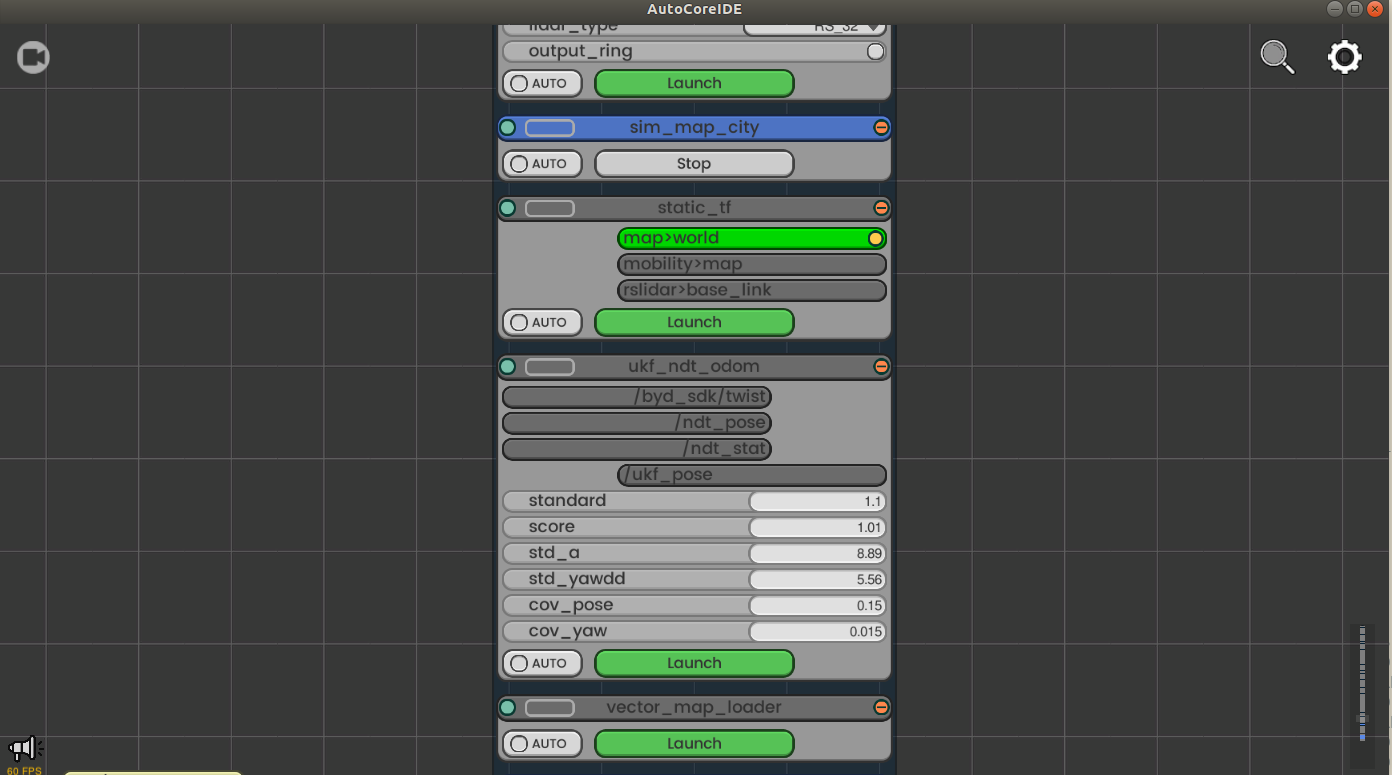 AutoCoreIDE
lidar_type RS_32
output_ring
AUTO Launch
sim_map_city
AUTO Stop
static_tf
map>world
mobility>map
rslidar>base_link
AUTO Launch
ukf_ndt_odom
/byd_sdk/twist
/ndt_pose
/ndt_stat
/ukf_pose
standard 1.1
score 1.01
std_a 8.89
std_yawdd 5.56
cov_pose 0.15
cov_yaw 0.015
AUTO Launch
vector_map_loader
AUTO Launch
60 FPS